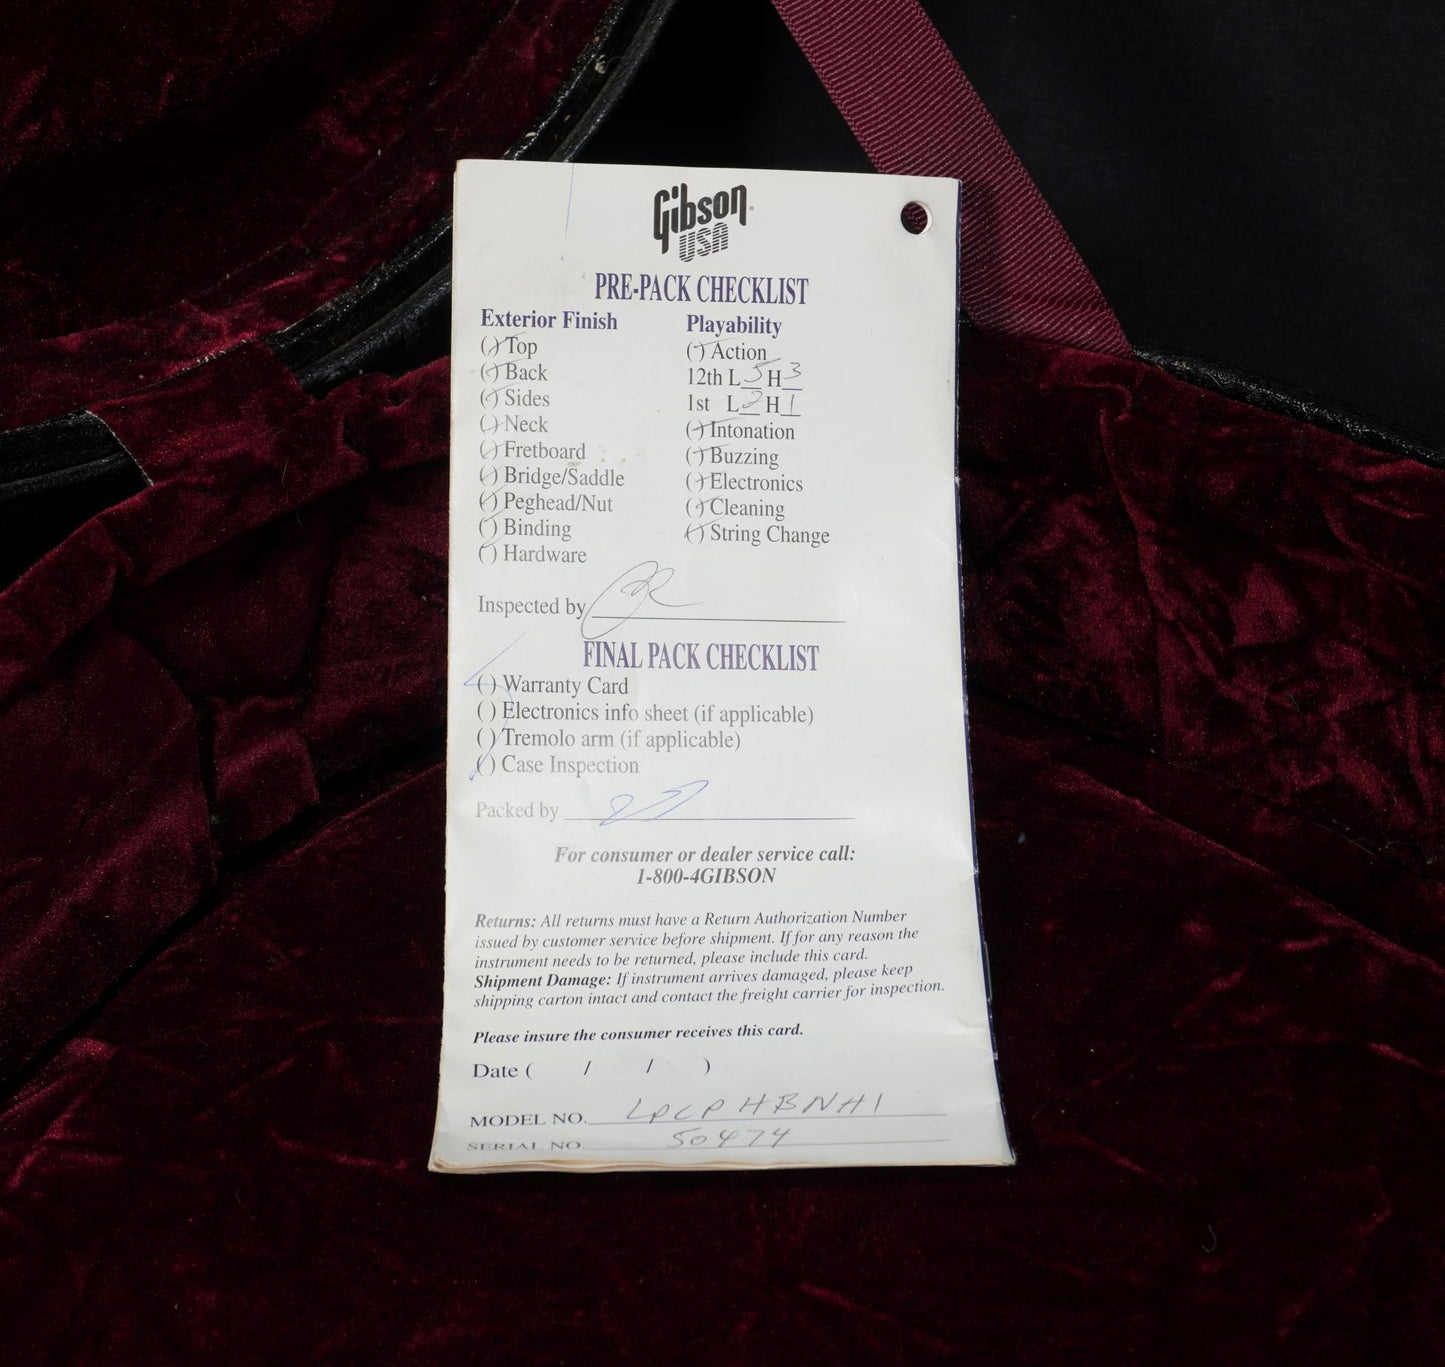 Gibson
USA
PRE-PACK CHECKLIST
Exterior Finish
( ) Top
( ) Back
( ) Sides
( ) Neck
( ) Fretboard
( ) Bridge/Saddle
( ) Peghead/Nut
( ) Binding
( ) Hardware
Playability
( ) Action
12th L 5 H 3
1st L 2 H 1
( ) Intonation
( ) Buzzing
( ) Electronics
( ) Cleaning
( ) String Change
Inspected by
FINAL PACK CHECKLIST
( ) Warranty Card
( ) Electronics info sheet (if applicable)
( ) Tremolo arm (if applicable)
( ) Case Inspection
Packed by
For consumer or dealer service call:
1-800-4GIBSON
Returns: All returns must have a Return Authorization Number
issued by customer service before shipment. If for any reason the
instrument needs to be returned, please include this card.
Shipment Damage: If instrument arrives damaged, please keep
shipping carton intact and contact the freight carrier for inspection.
Please insure the consumer receives this card.
Date ( / / )
MODEL NO. LPCPHBNH1
SERIAL NO. 50474